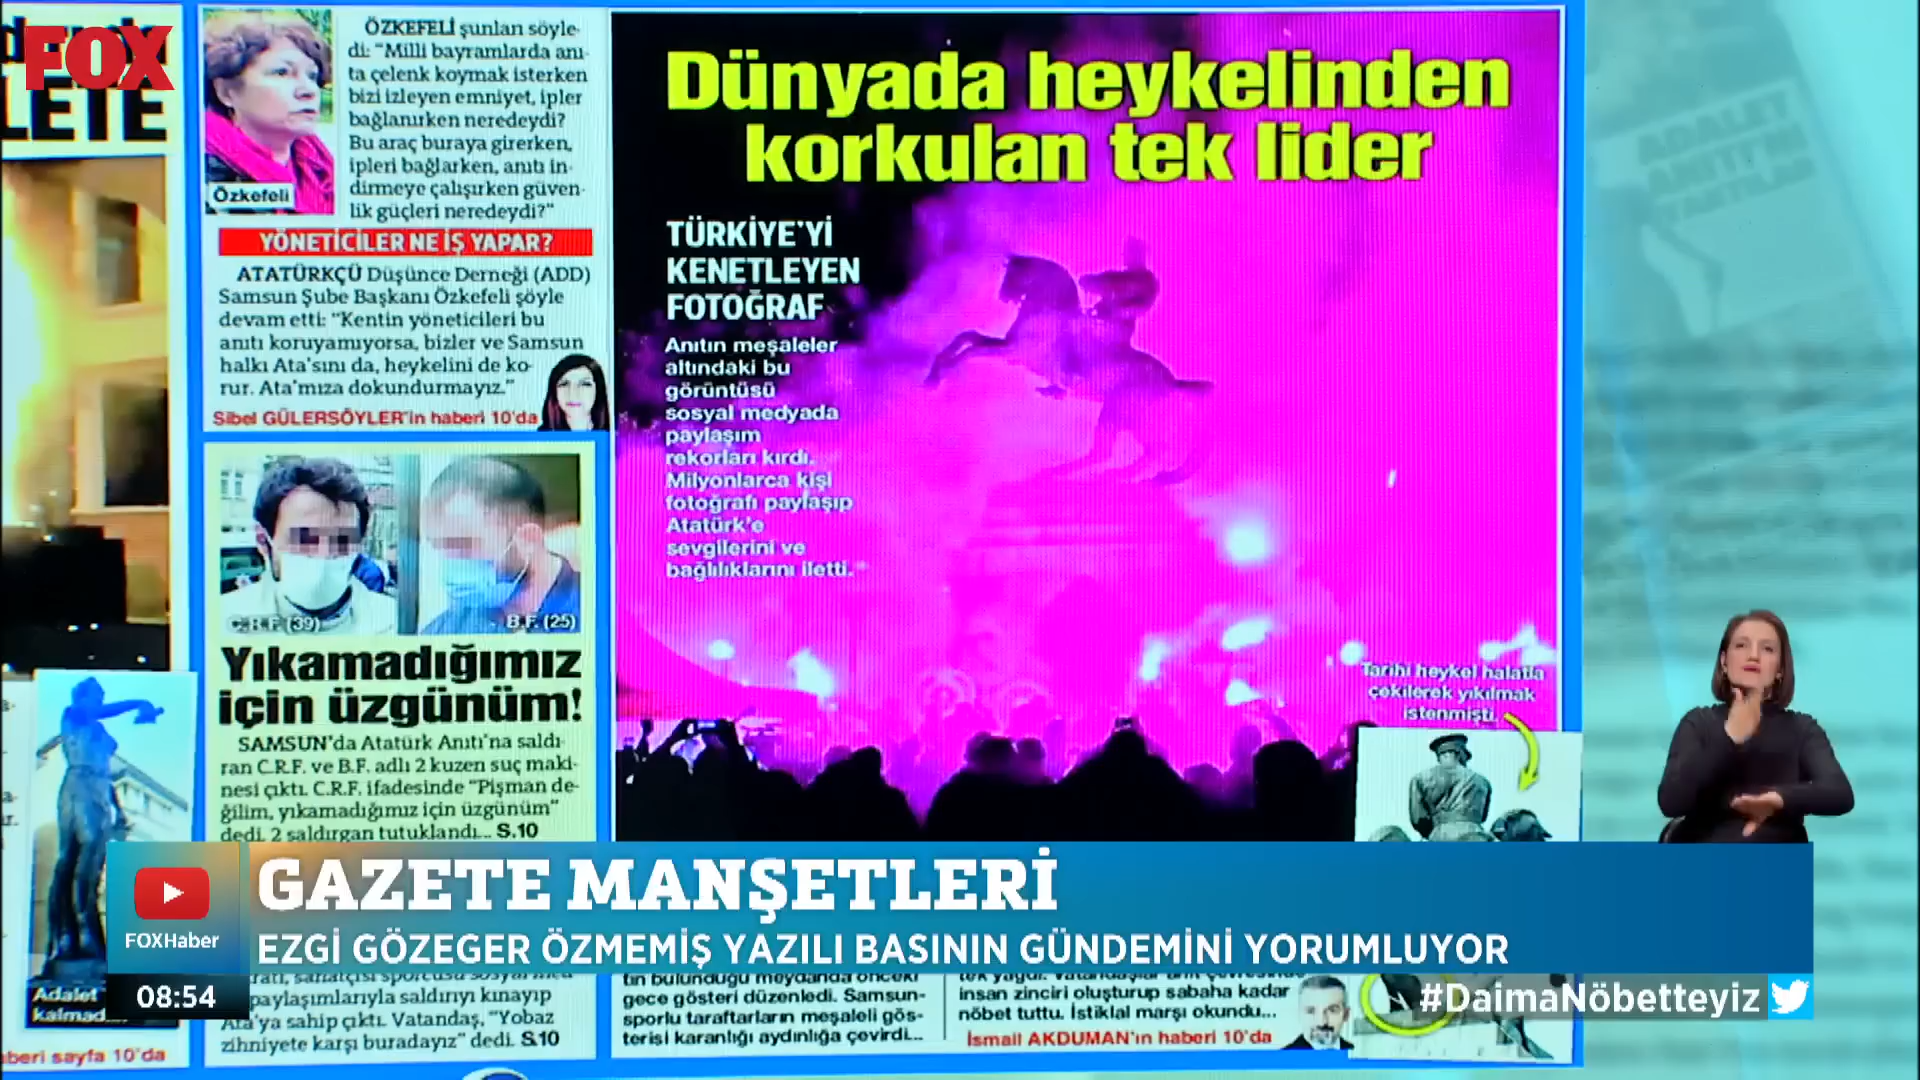 FOX
LETE
ÖZKEFELİ şunları söyle-
di: "Milli bayramlarda anı-
ta çelenk koymak isterken
bizi izleyen emniyet, ipler
bağlanırken neredeydi?
Bu araç buraya girerken,
ipleri bağlarken, anıtı in-
dirmeye çalışırken güven-
lik güçleri neredeydi?"
Özkefeli
YÖNETİCİLER NE İŞ YAPAR?
ATATÜRKÇÜ Düşünce Derneği (ADD)
Samsun Şube Başkanı Özkefeli şöyle
devam etti: "Kentin yöneticileri bu
anıtı koruyamıyorsa, bizler ve Samsun
halkı Ata'sını da, heykelini de ko-
rur. Ata'mıza dokundurmayız."
Sibel GÜLERSÖYLER'in haberi 10'da
C.R.F. (39)
B.F. (25)
Yıkamadığımız
için üzgünüm!
SAMSUN'da Atatürk Anıtı'na saldı-
ran C.R.F. ve B.F. adlı 2 kuzen suç maki-
nesi çıktı. C.R.F. ifadesinde "Pişman de-
ğilim, yıkamadığımız için üzgünüm"
dedi. 2 saldırgan tutuklandı... S.10
Dünyada heykelinden
korkulan tek lider
TÜRKİYE'Yİ
KENETLEYEN
FOTOĞRAF
Anıtın meşaleler
altındaki bu
görüntüsü
sosyal medyada
paylaşım
rekorları kırdı.
Milyonlarca kişi
fotoğrafı paylaşıp
Atatürk'e
sevgilerini ve
bağlılıklarını iletti.
Tarihi heykel halatla
çekilerek yıkılmak
istenmişti.
GAZETE MANŞETLERİ
FOXHaber
EZGİ GÖZEGER ÖZMEMİŞ YAZILI BASININ GÜNDEMİNİ YORUMLUYOR
08:54
#DaimaNöbetteyiz
Adalet
paylaşımlarıyla saldırıyı kınayıp
Ata'ya sahip çıktı. Vatandaş, "Yobaz
zihniyete karşı buradayız" dedi. S.10
tin bulunduğu meydanda önceki
gece gösteri düzenledi. Samsun-
sporlu taraftarların meşaleli gös-
terisi karanlığı aydınlığa çevirdi...
insan zinciri oluşturup sabaha kadar
nöbet tuttu. İstiklal marşı okundu...
İsmail AKDUMAN'ın haberi 10'da
beri sayfa 10'da